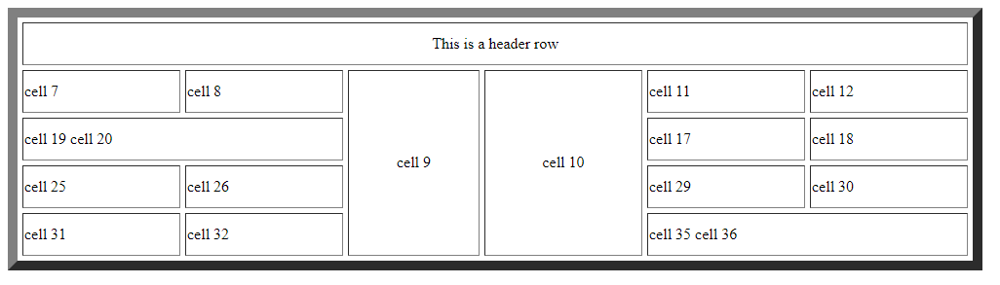 This is a header row
cell 7 cell 8 cell 11 cell 12
cell 19 cell 20 cell 17 cell 18
cell 9 cell 10
cell 25 cell 26 cell 29 cell 30
cell 31 cell 32 cell 35 cell 36